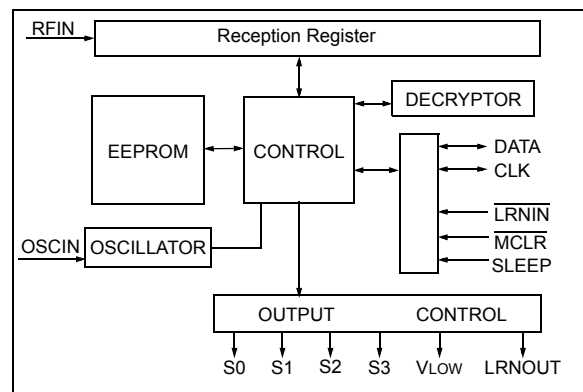 RFIN
Reception Register
DECRYPTOR
EEPROM
CONTROL
DATA
CLK
LRNIN
MCLR
SLEEP
OSCIN
OSCILLATOR
OUTPUT CONTROL
S0 S1 S2 S3 VLOW LRNOUT